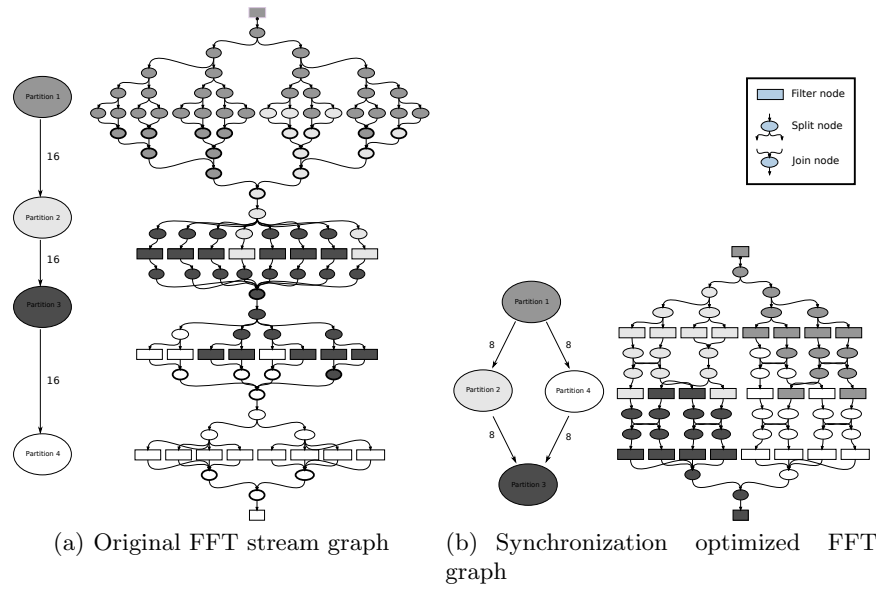 Partition 1
16
Partition 2
16
Partition 3
16
Partition 4
Filter node
Split node
Join node
Partition 1
8
8
Partition 2
Partition 4
8
8
Partition 3
(a) Original FFT stream graph
(b) Synchronization optimized FFT
graph